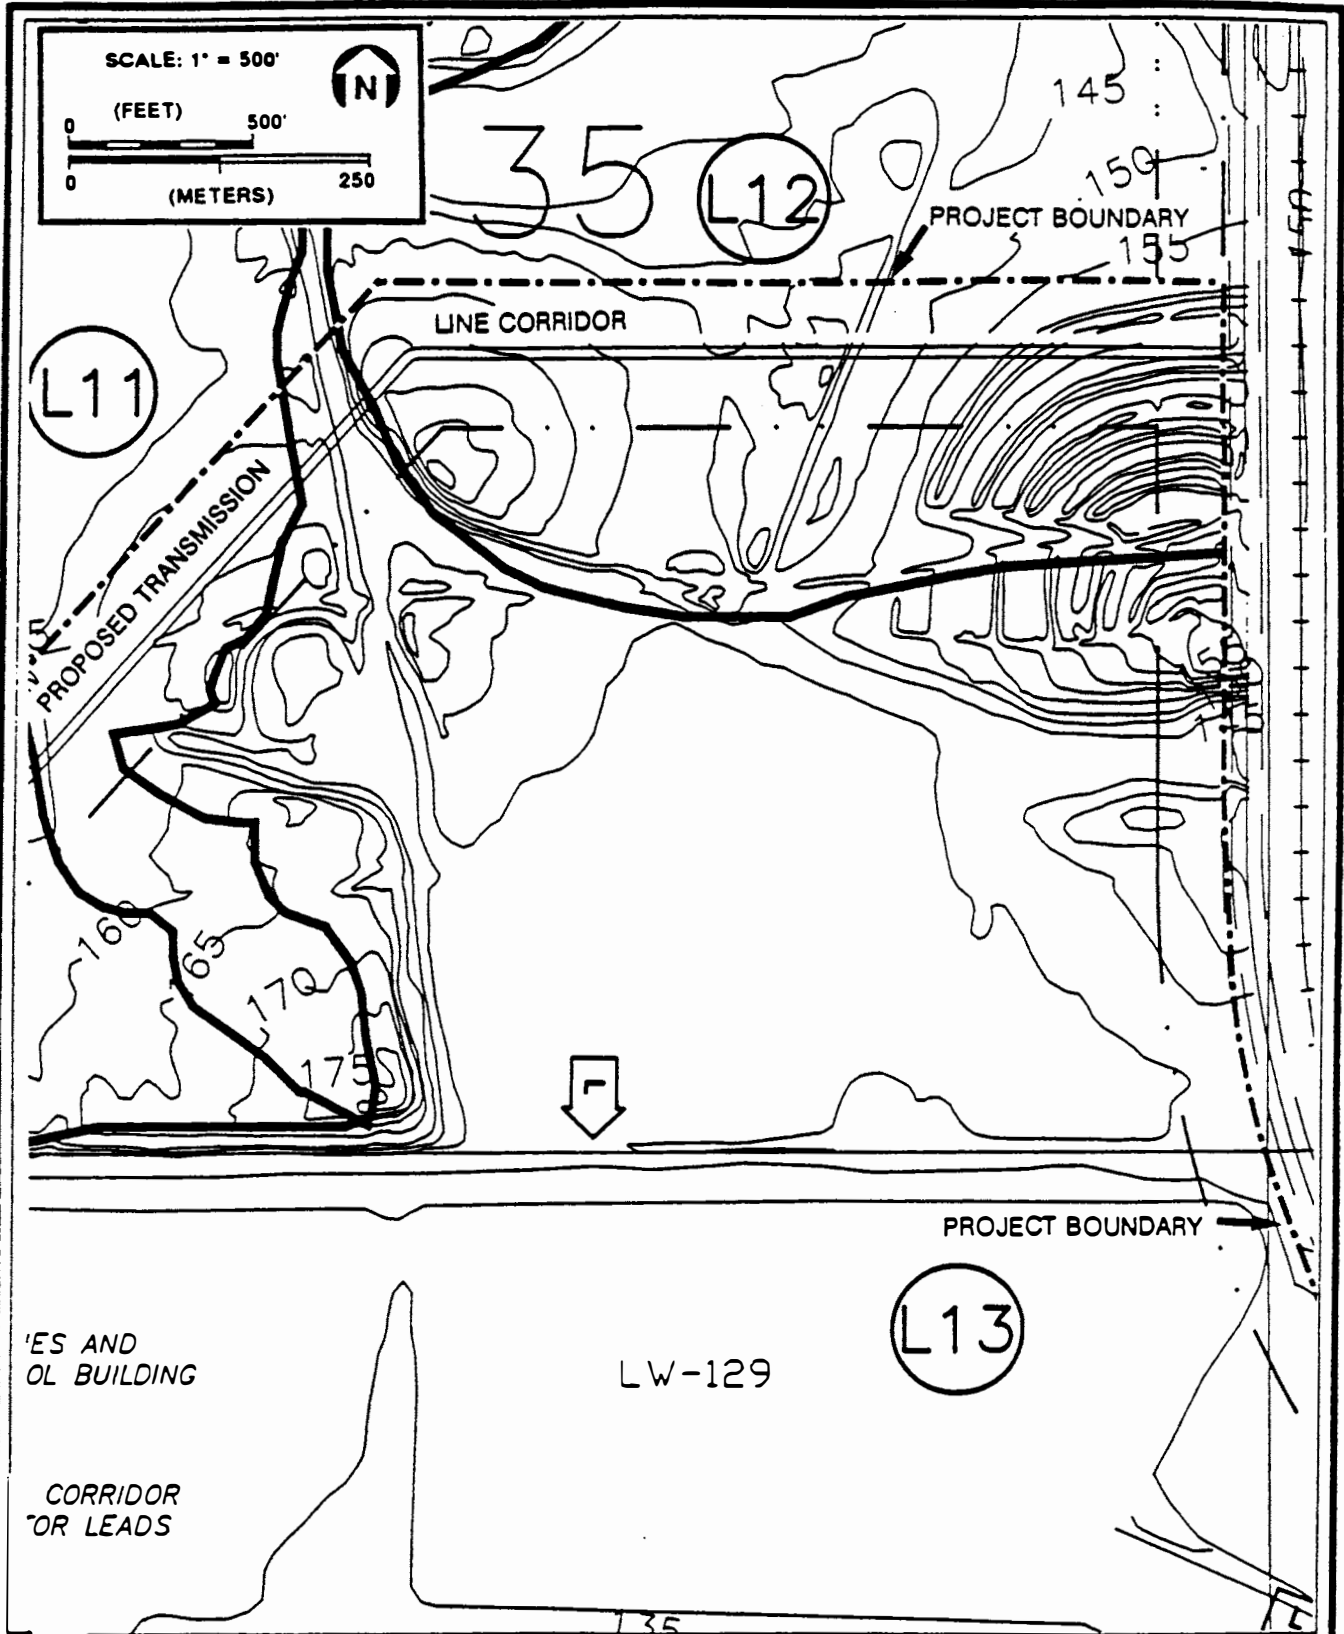 SCALE: 1" = 500'
N
(FEET)
0 500'
0 250
(METERS)
35
L12
145
150
PROJECT BOUNDARY
155
LINE CORRIDOR
L11
PROPOSED TRANSMISSION
160
165
170
175
PROJECT BOUNDARY
L13
'ES AND
OL BUILDING
LW-129
CORRIDOR
OR LEADS
135